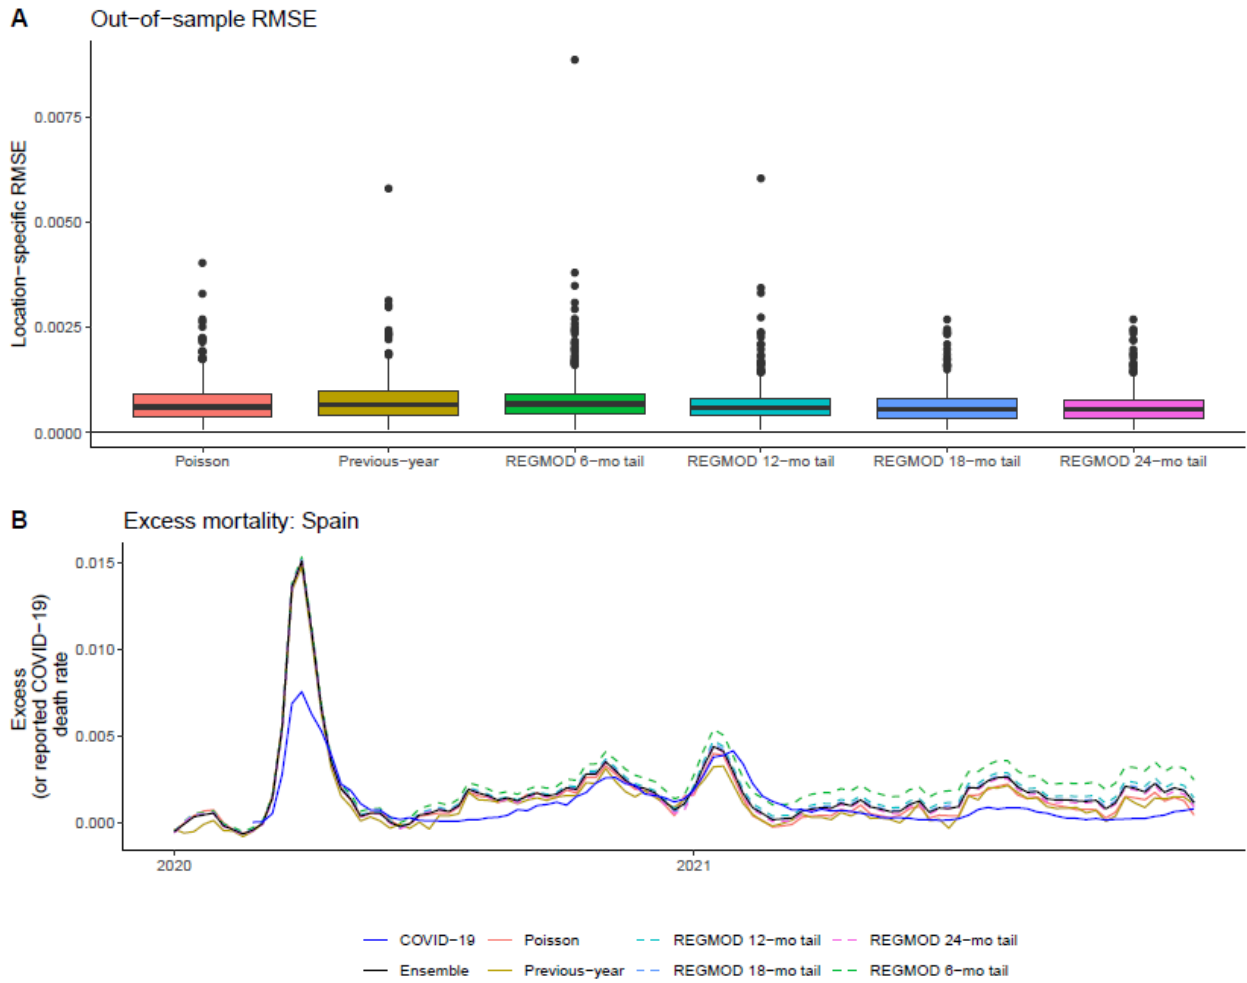 A
Out−of−sample RMSE
Location−specific RMSE
0.0075
0.0050
0.0025
0.0000
Poisson
Previous−year
REGMOD 6−mo tail
REGMOD 12−mo tail
REGMOD 18−mo tail
REGMOD 24−mo tail
B
Excess mortality: Spain
Excess
(or reported COVID−19)
death rate
0.015
0.010
0.005
0.000
2020
2021
COVID−19
Poisson
REGMOD 12−mo tail
REGMOD 24−mo tail
Ensemble
Previous−year
REGMOD 18−mo tail
REGMOD 6−mo tail